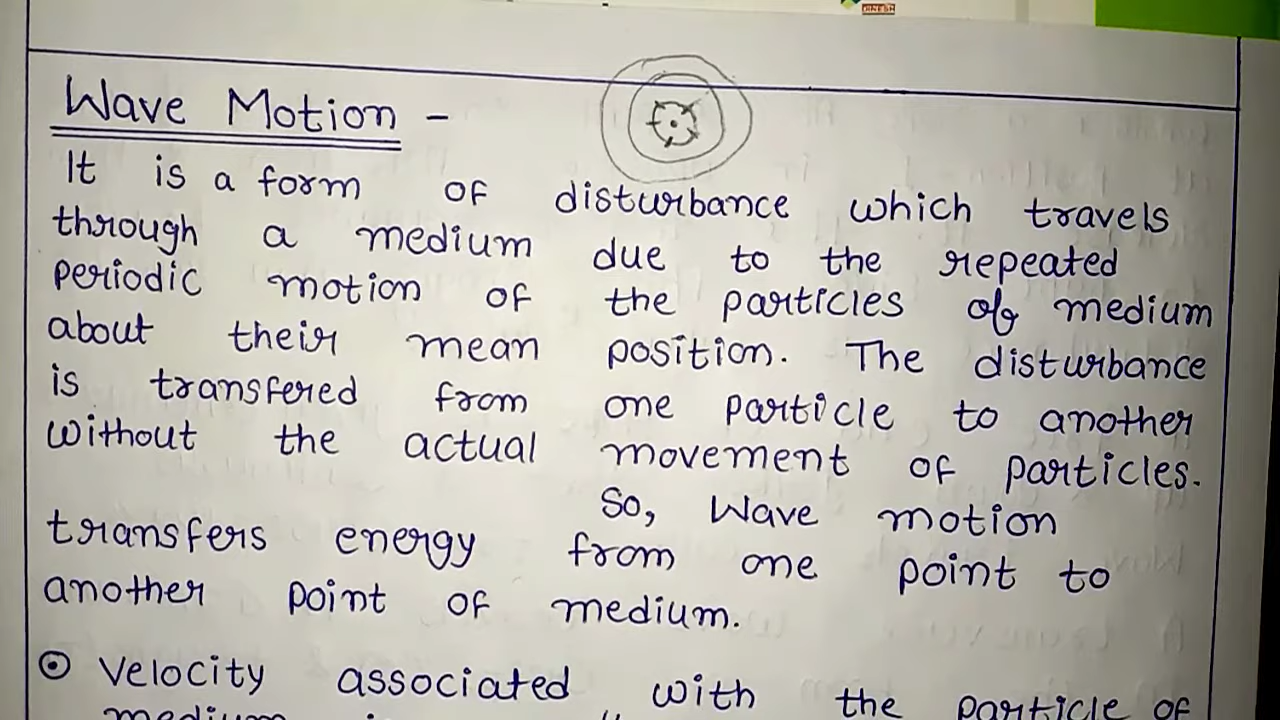 DINESH
Wave Motion -
It is a form of disturbance which travels
through a medium due to the repeated
periodic motion of the particles of medium
about their mean position. The disturbance
is transfered from one particle to another
without the actual movement of particles.
So, Wave motion
transfers energy from one point to
another point of medium.
⊙ Velocity associated with the particle of
medium